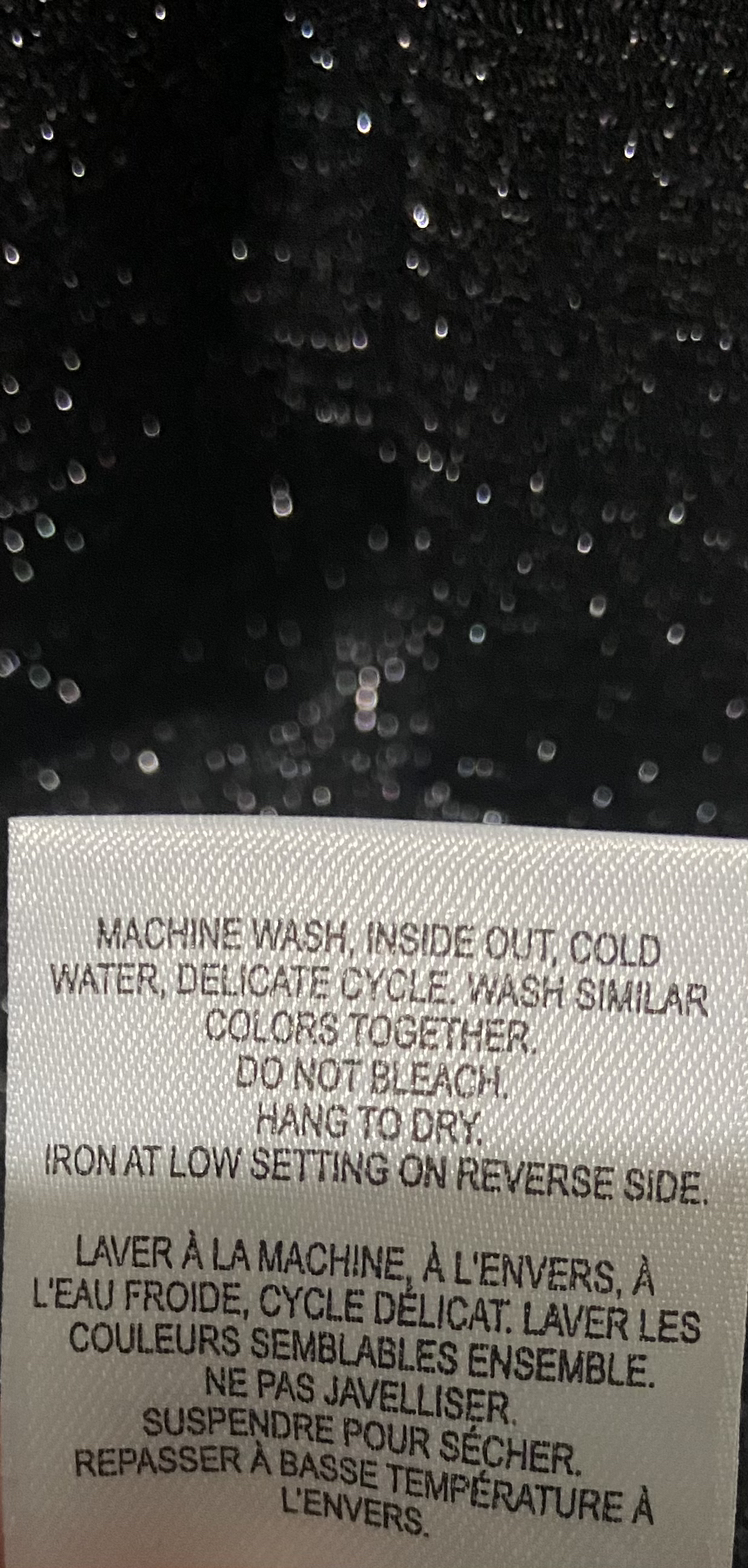 MACHINE WASH, INSIDE OUT, COLD
WATER, DELICATE CYCLE. WASH SIMILAR
COLORS TOGETHER.
DO NOT BLEACH.
HANG TO DRY.
IRON AT LOW SETTING ON REVERSE SIDE.
LAVER À LA MACHINE, À L'ENVERS, À
L'EAU FROIDE, CYCLE DÉLICAT. LAVER LES
COULEURS SEMBLABLES ENSEMBLE.
NE PAS JAVELLISER.
SUSPENDRE POUR SÉCHER.
REPASSER À BASSE TEMPÉRATURE À
L'ENVERS.